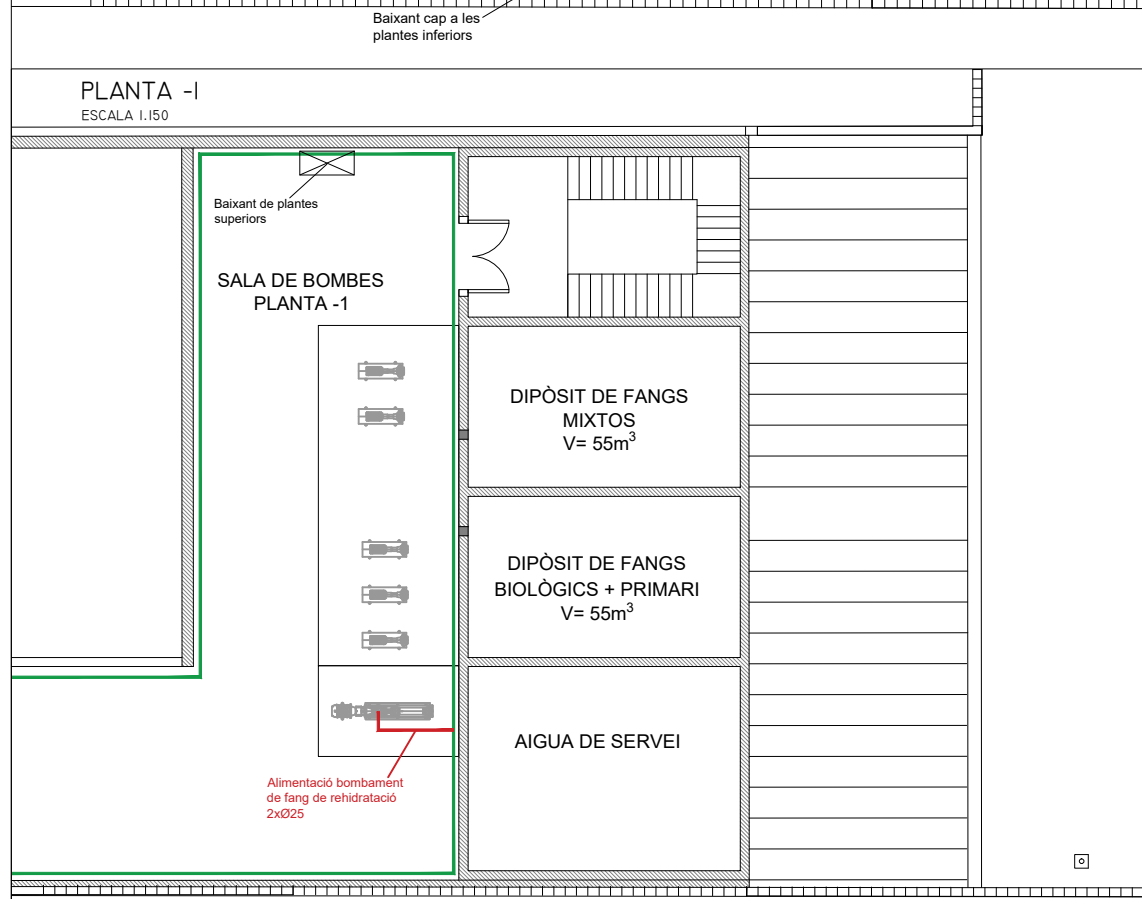 Baixant cap a les
plantes inferiors
PLANTA -1
ESCALA 1.150
Baixant de plantes
superiors
SALA DE BOMBES
PLANTA -1
DIPÒSIT DE FANGS
MIXTOS
V= 55m³
DIPÒSIT DE FANGS
BIOLÒGICS + PRIMARI
V= 55m³
AIGUA DE SERVEI
Alimentació bombament
de fang de rehidratació
2xØ25